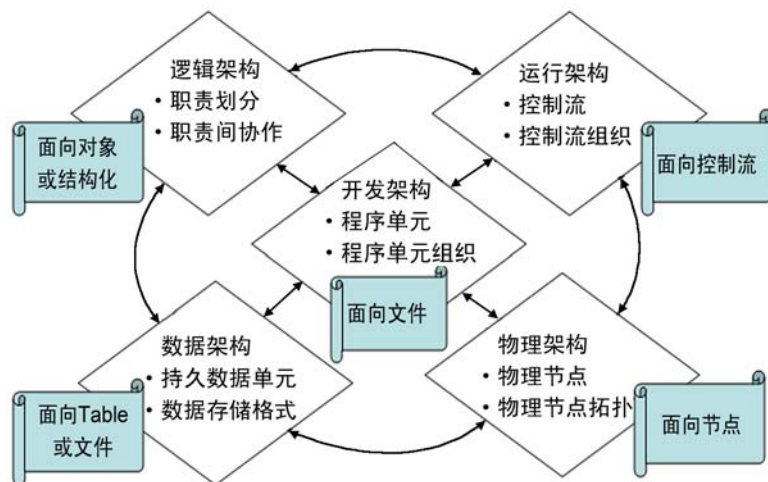 逻辑架构
• 职责划分
• 职责间协作
面向对象
或结构化
运行架构
• 控制流
• 控制流组织
面向控制流
开发架构
• 程序单元
• 程序单元组织
面向文件
数据架构
• 持久数据单元
• 数据存储格式
面向Table
或文件
物理架构
• 物理节点
• 物理节点拓扑
面向节点